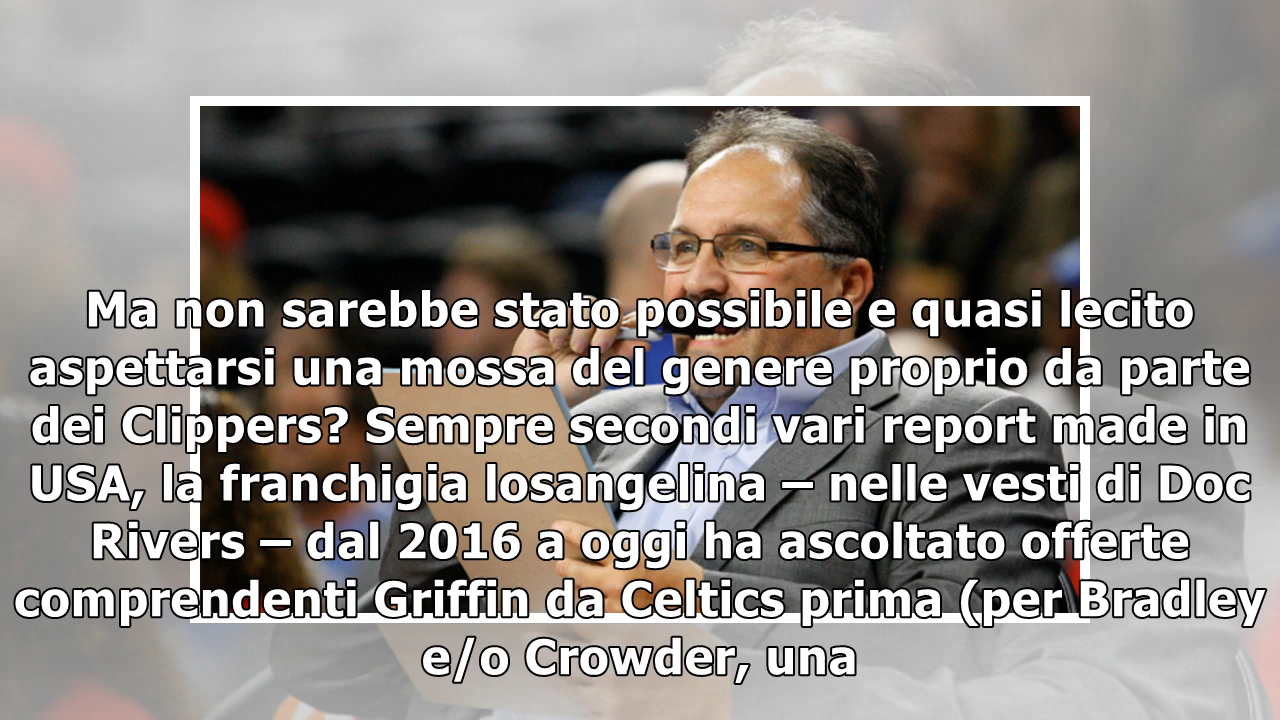 Ma non sarebbe stato possibile e quasi lecito
aspettarsi una mossa del genere proprio da parte
dei Clippers? Sempre secondi vari report made in
USA, la franchigia losangelina – nelle vesti di Doc
Rivers – dal 2016 a oggi ha ascoltato offerte
comprendenti Griffin da Celtics prima (per Bradley
e/o Crowder, una